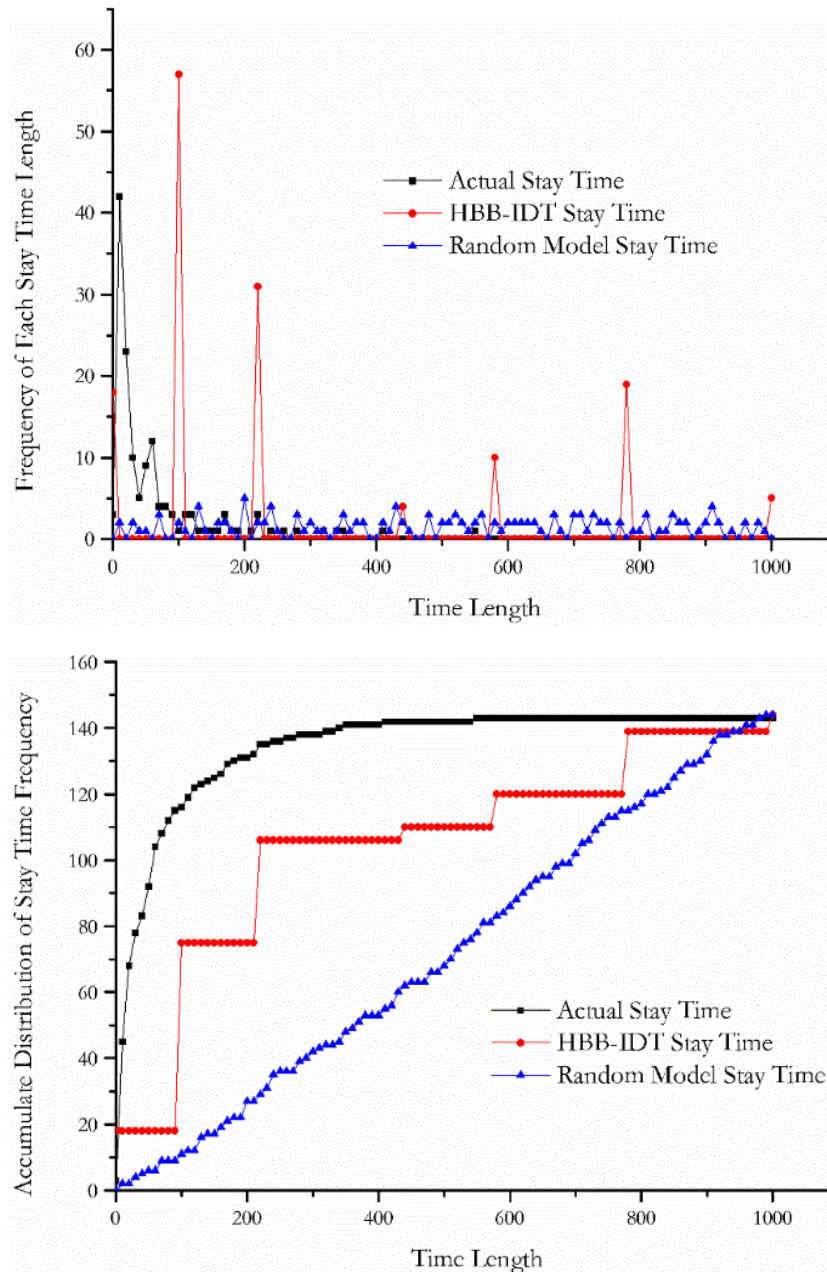 60
50
40
30
20
10
0
Frequency of Each Stay Time Length
Actual Stay Time
HBB-IDT Stay Time
Random Model Stay Time
0 200 400 600 800 1000
Time Length
160
140
120
100
80
60
40
20
0
Accumulate Distribution of Stay Time Frequency
Actual Stay Time
HBB-IDT Stay Time
Random Model Stay Time
0 200 400 600 800 1000
Time Length